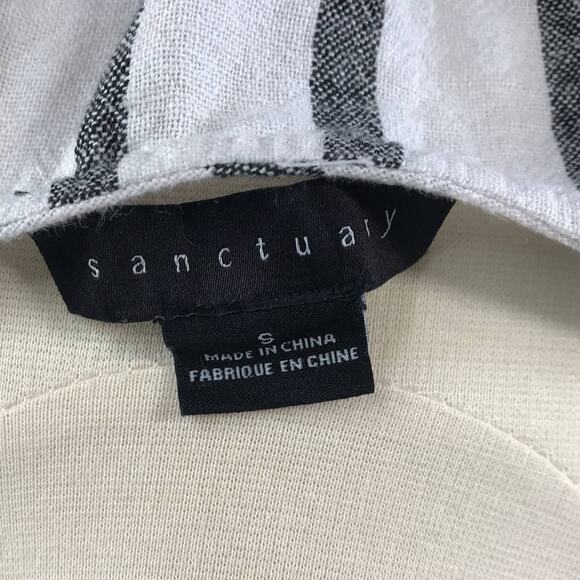 sanctuary
S
MADE IN CHINA
FABRIQUE EN CHINE